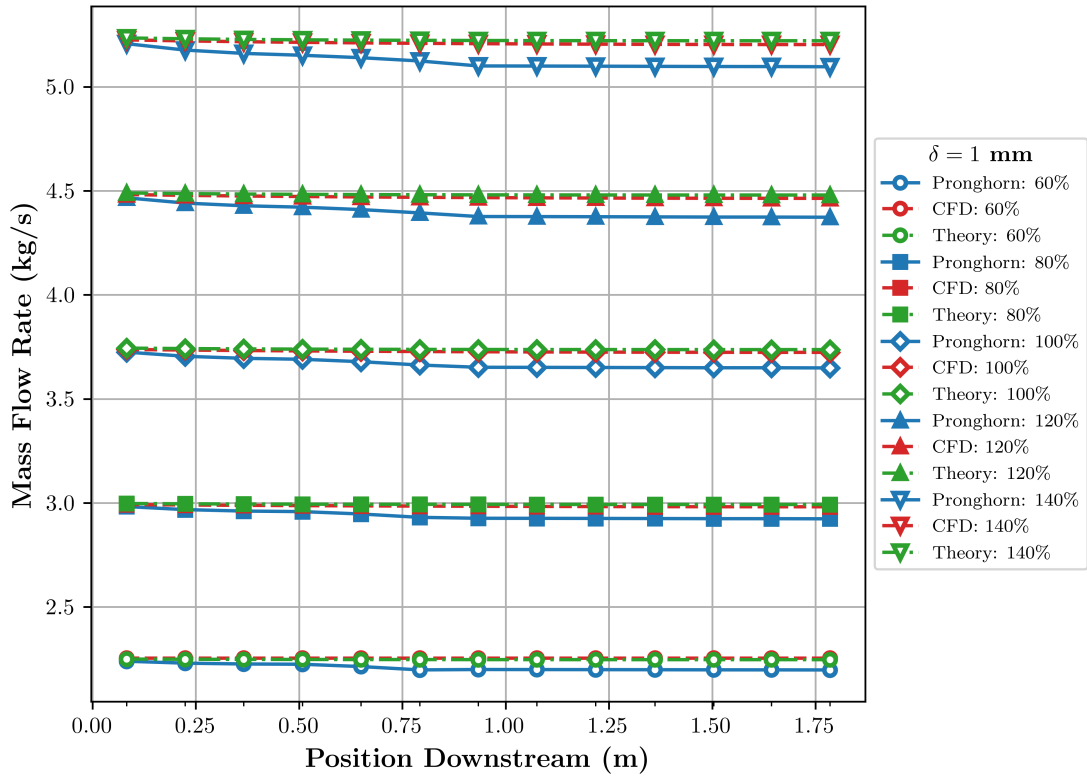 5.0
4.5
4.0
3.5
3.0
2.5
Mass Flow Rate (kg/s)
0.00 0.25 0.50 0.75 1.00 1.25 1.50 1.75
Position Downstream (m)
δ = 1 mm
Pronghorn: 60%
CFD: 60%
Theory: 60%
Pronghorn: 80%
CFD: 80%
Theory: 80%
Pronghorn: 100%
CFD: 100%
Theory: 100%
Pronghorn: 120%
CFD: 120%
Theory: 120%
Pronghorn: 140%
CFD: 140%
Theory: 140%